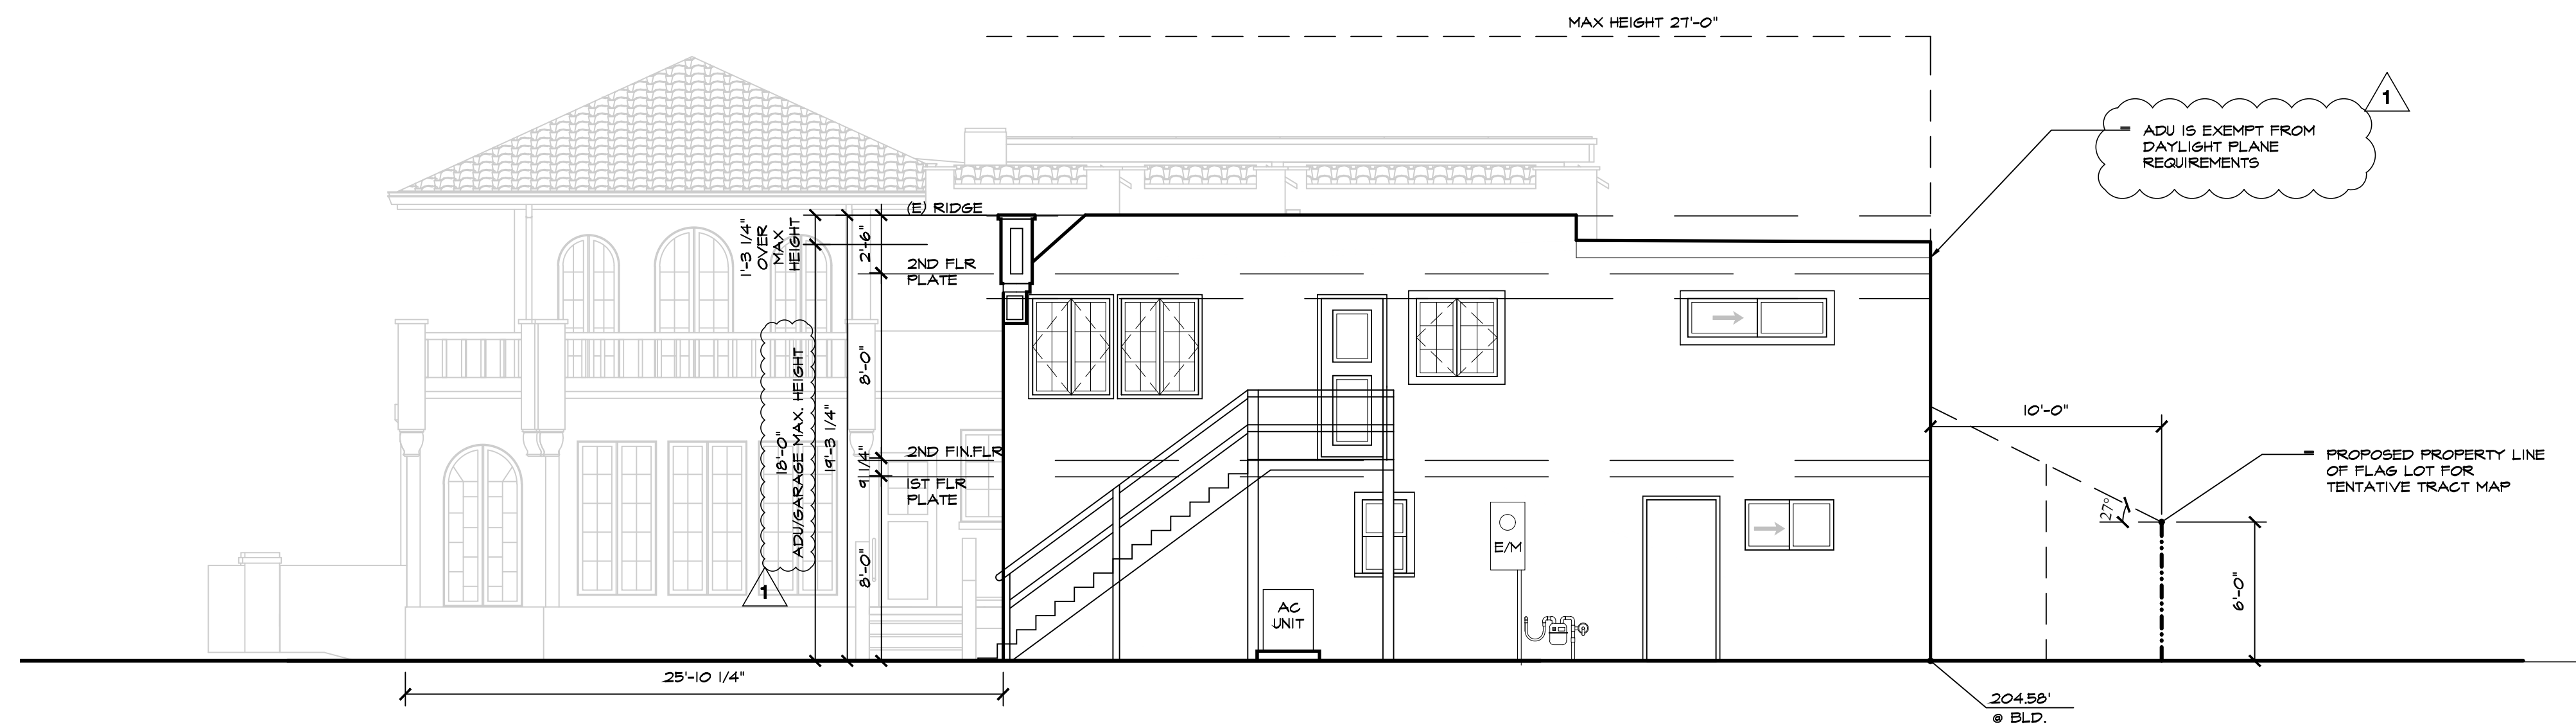 MAX HEIGHT 27'-0"
1
ADU IS EXEMPT FROM
DAYLIGHT PLANE
REQUIREMENTS
(E) RIDGE
1'-3 1/4"
OVER
MAX
HEIGHT
2'-6"
2ND FLR
PLATE
8'-0"
18'-0"
ADU/GARAGE MAX. HEIGHT
19'-3 1/4"
2ND FIN.FLR
9 1/4"
1ST FLR
PLATE
8'-0"
1
E/M
AC
UNIT
10'-0"
PROPOSED PROPERTY LINE
OF FLAG LOT FOR
TENTATIVE TRACT MAP
27°
6'-0"
25'-10 1/4"
204.58'
@ BLD.